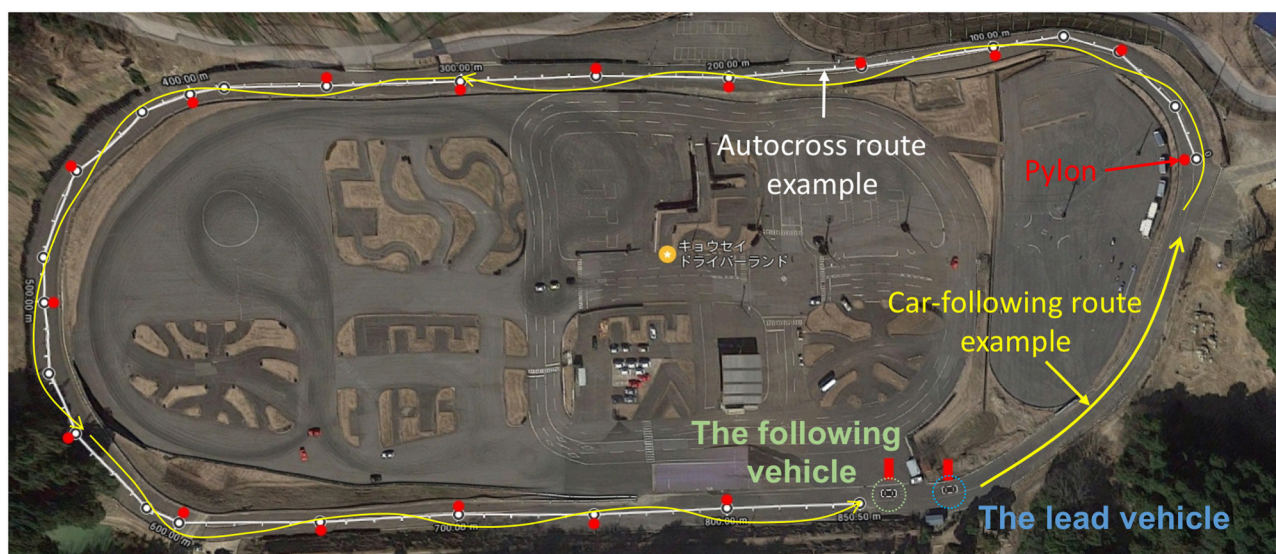 100.00 m
200.00 m
300.00 m
400.00 m
0
Autocross route
example
Pylon
キョウセイ
ドライバーランド
500.00 m
Car-following route
example
The following
vehicle
600.00 m
700.00 m
800.00 m
850.50 m
The lead vehicle